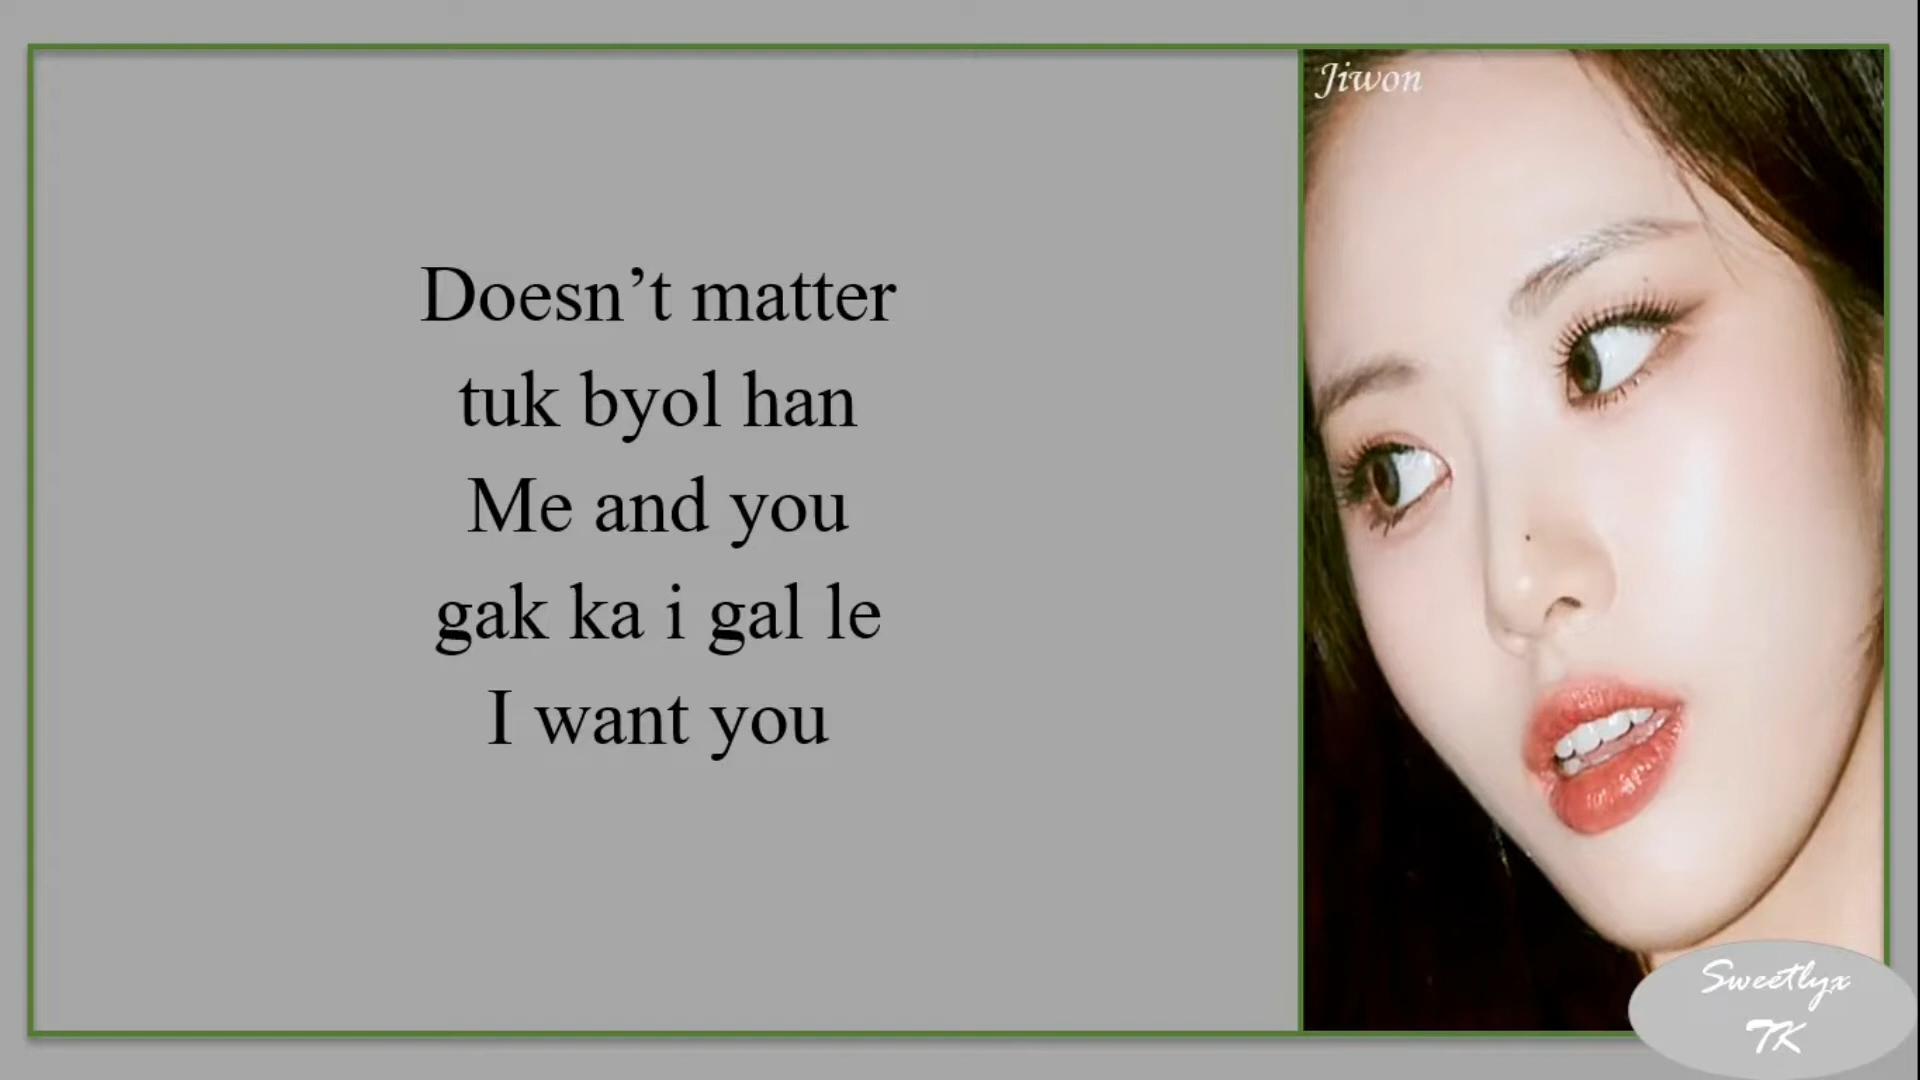 Jiwon
Doesn’t matter
tuk byol han
Me and you
gak ka i gal le
I want you
Sweetlyx
TK